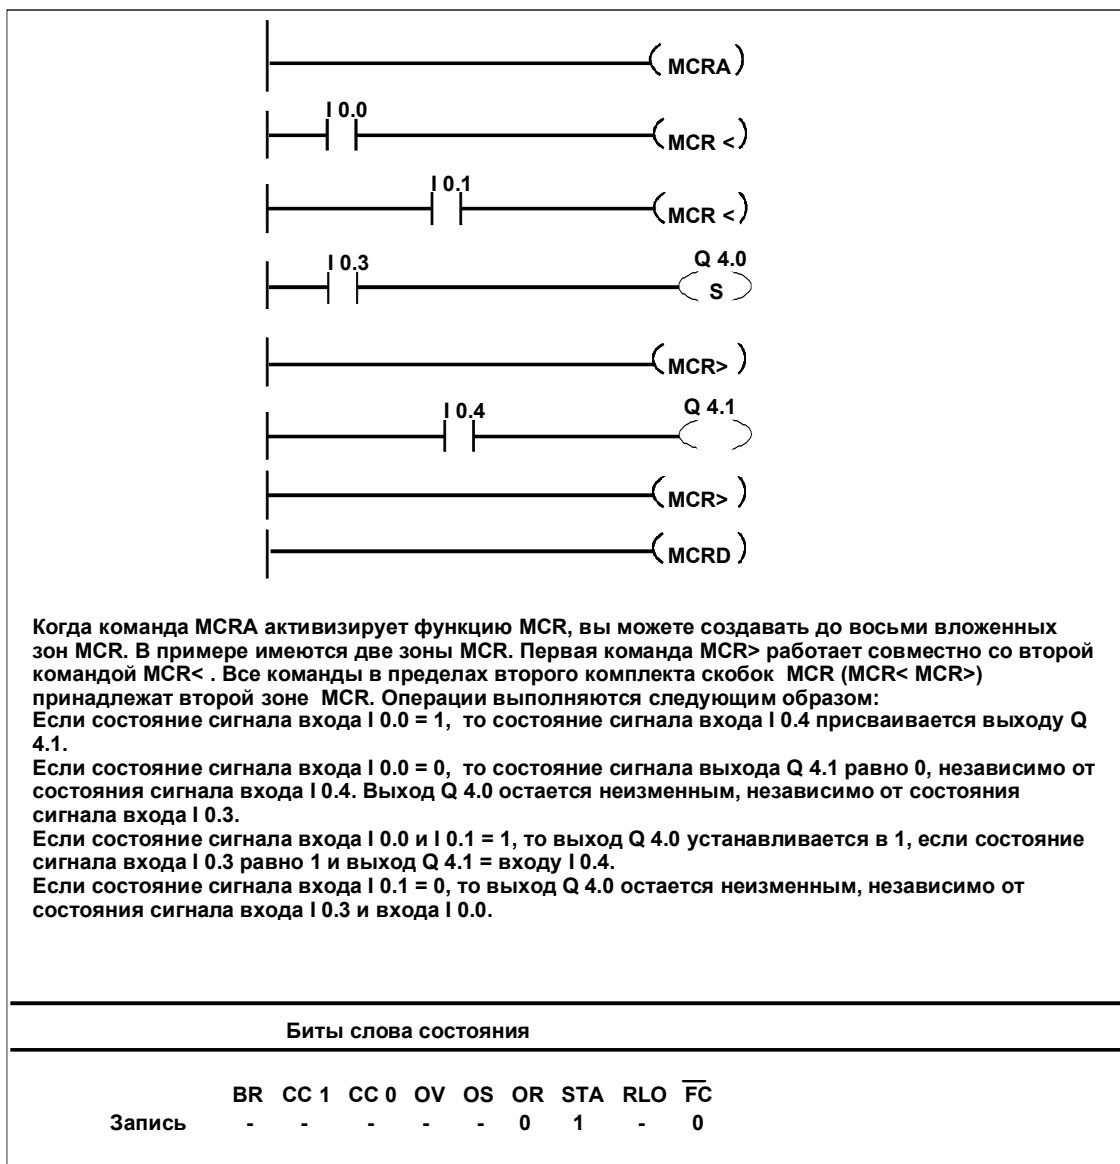 MCRA
I 0.0
MCR <
I 0.1
MCR <
I 0.3
Q 4.0
S
MCR>
I 0.4
Q 4.1
MCR>
MCRD
Когда команда MCRA активизирует функцию MCR, вы можете создавать до восьми вложенных
зон MCR. В примере имеются две зоны MCR. Первая команда MCR> работает совместно со второй
командой MCR< . Все команды в пределах второго комплекта скобок MCR (MCR< MCR>)
принадлежат второй зоне MCR. Операции выполняются следующим образом:
Если состояние сигнала входа I 0.0 = 1, то состояние сигнала входа I 0.4 присваивается выходу Q
4.1.
Если состояние сигнала входа I 0.0 = 0, то состояние сигнала выхода Q 4.1 равно 0, независимо от
состояния сигнала входа I 0.4. Выход Q 4.0 остается неизменным, независимо от состояния
сигнала входа I 0.3.
Если состояние сигнала входа I 0.0 и I 0.1 = 1, то выход Q 4.0 устанавливается в 1, если состояние
сигнала входа I 0.3 равно 1 и выход Q 4.1 = входу I 0.4.
Если состояние сигнала входа I 0.1 = 0, то выход Q 4.0 остается неизменным, независимо от
состояния сигнала входа I 0.3 и входа I 0.0.
Биты слова состояния
BR CC 1 CC 0 OV OS OR STA RLO F̅C̅
Запись - - - - - 0 1 - 0